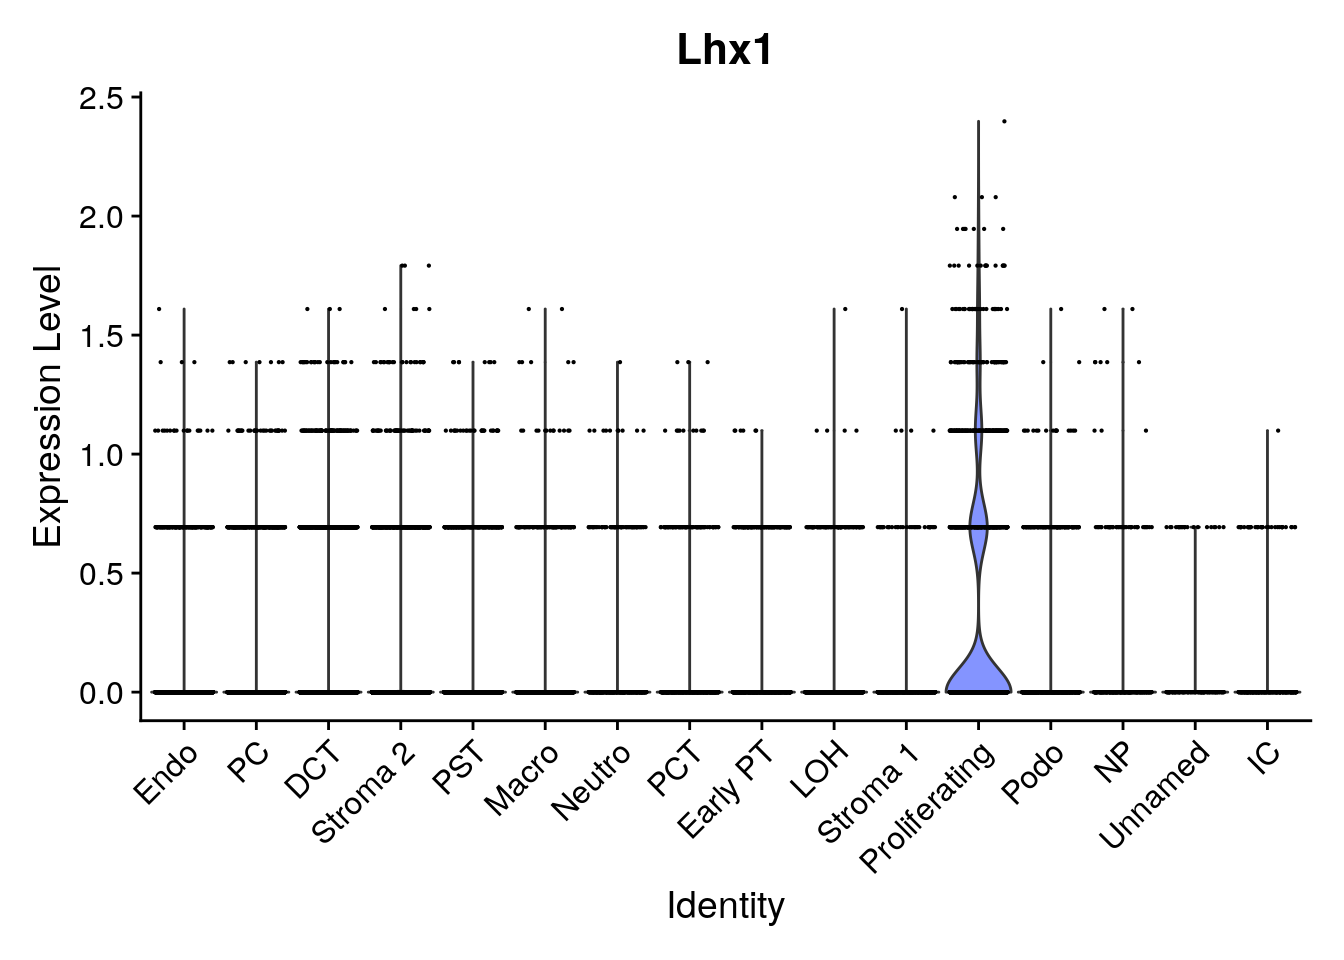 Lhx1
Expression Level
2.5
2.0
1.5
1.0
0.5
0.0
Endo
PC
DCT
Stroma 2
PST
Macro
Neutro
PCT
Early PT
LOH
Stroma 1
Proliferating
Podo
NP
Unnamed
IC
Identity